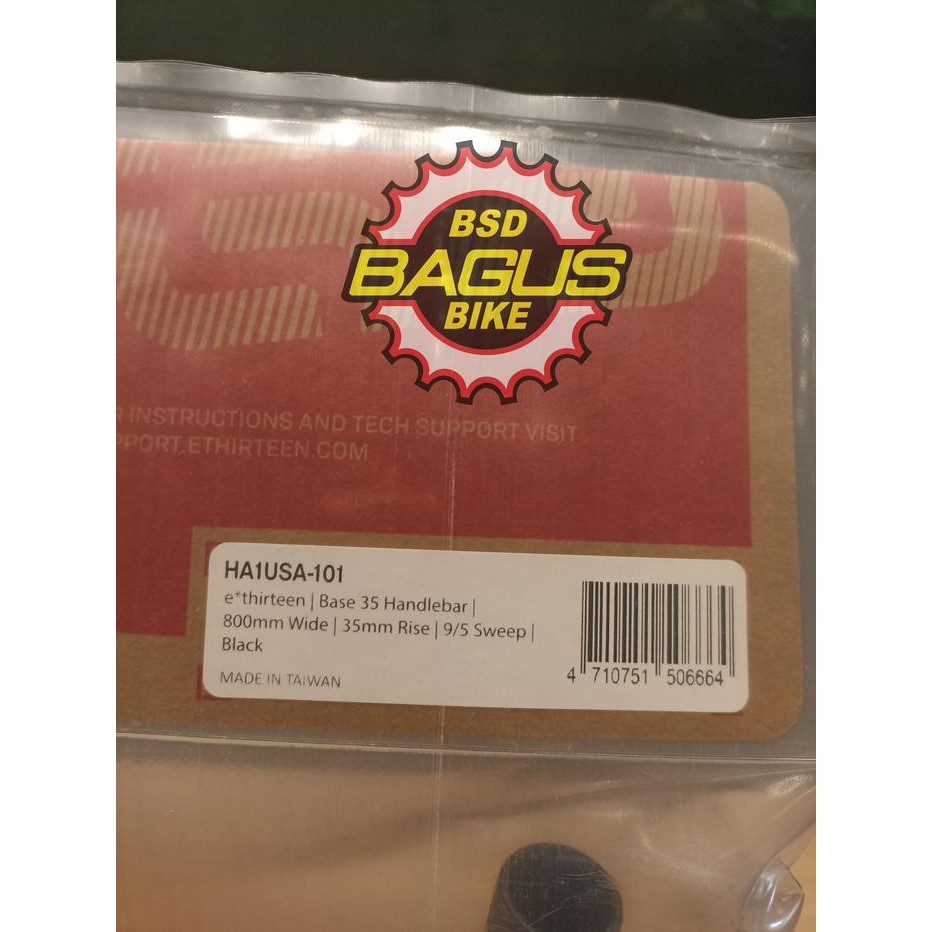 BSD
BAGUS
BIKE
INSTRUCTIONS AND TECH SUPPORT VISIT
PPORT.ETHIRTEEN.COM
HA1USA-101
e*thirteen | Base 35 Handlebar |
800mm Wide | 35mm Rise | 9/5 Sweep |
Black
MADE IN TAIWAN
4 710751 506664